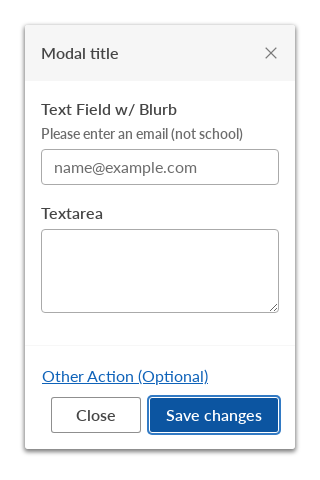 Modal title
Text Field w/ Blurb
Please enter an email (not school)
name@example.com
Textarea
Other Action (Optional)
Close
Save changes